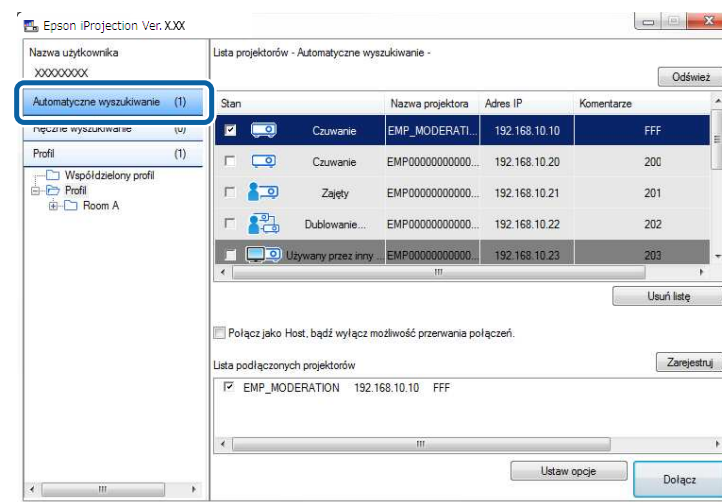 Epson iProjection Ver. X.XX
Nazwa użytkownika
XXXXXXXX
Automatyczne wyszukiwanie (1)
Ręczne wyszukiwanie (0)
Profil (1)
Współdzielony profil
Profil
Room A
Lista projektorów - Automatyczne wyszukiwanie -
Odśwież
Stan Nazwa projektora Adres IP Komentarze
Czuwanie EMP_MODERATI... 192.168.10.10 FFF
Czuwanie EMP00000000000... 192.168.10.20 200
Zajęty EMP00000000000... 192.168.10.21 201
Dublowanie... EMP00000000000... 192.168.10.22 202
Używany przez inny ... EMP00000000000... 192.168.10.23 203
Usuń listę
Połącz jako Host, bądź wyłącz możliwość przerwania połączeń.
Lista podłączonych projektorów
Zarejestruj
EMP_MODERATION 192.168.10.10 FFF
Ustaw opcje
Dołącz